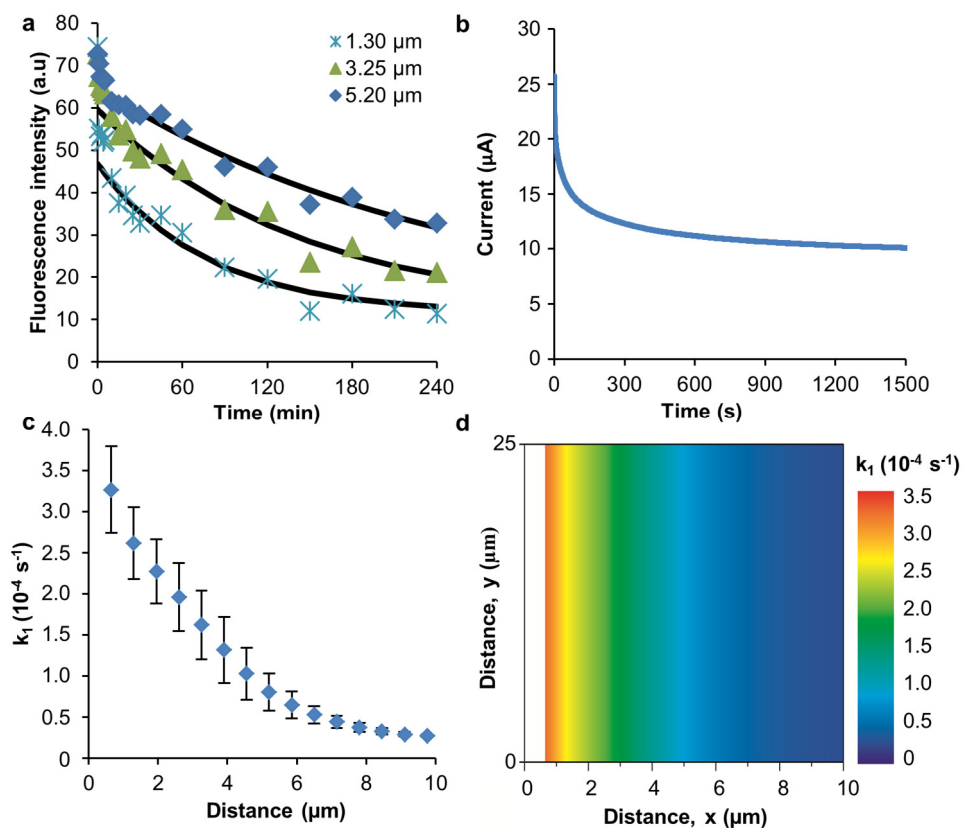 a
80
70
60
50
40
30
20
10
0
Fluorescence intensity (a.u)
1.30 µm
3.25 µm
5.20 µm
0 60 120 180 240
Time (min)
b
30
25
20
15
10
5
0
Current (µA)
0 300 600 900 1200 1500
Time (s)
c
4.0
3.5
3.0
2.5
2.0
1.5
1.0
0.5
0
k₁ (10⁻⁴ s⁻¹)
0 2 4 6 8 10
Distance (µm)
d
25
0
Distance, y (µm)
0 2 4 6 8 10
Distance, x (µm)
k₁ (10⁻⁴ s⁻¹)
3.5
3.0
2.5
2.0
1.5
1.0
0.5
0